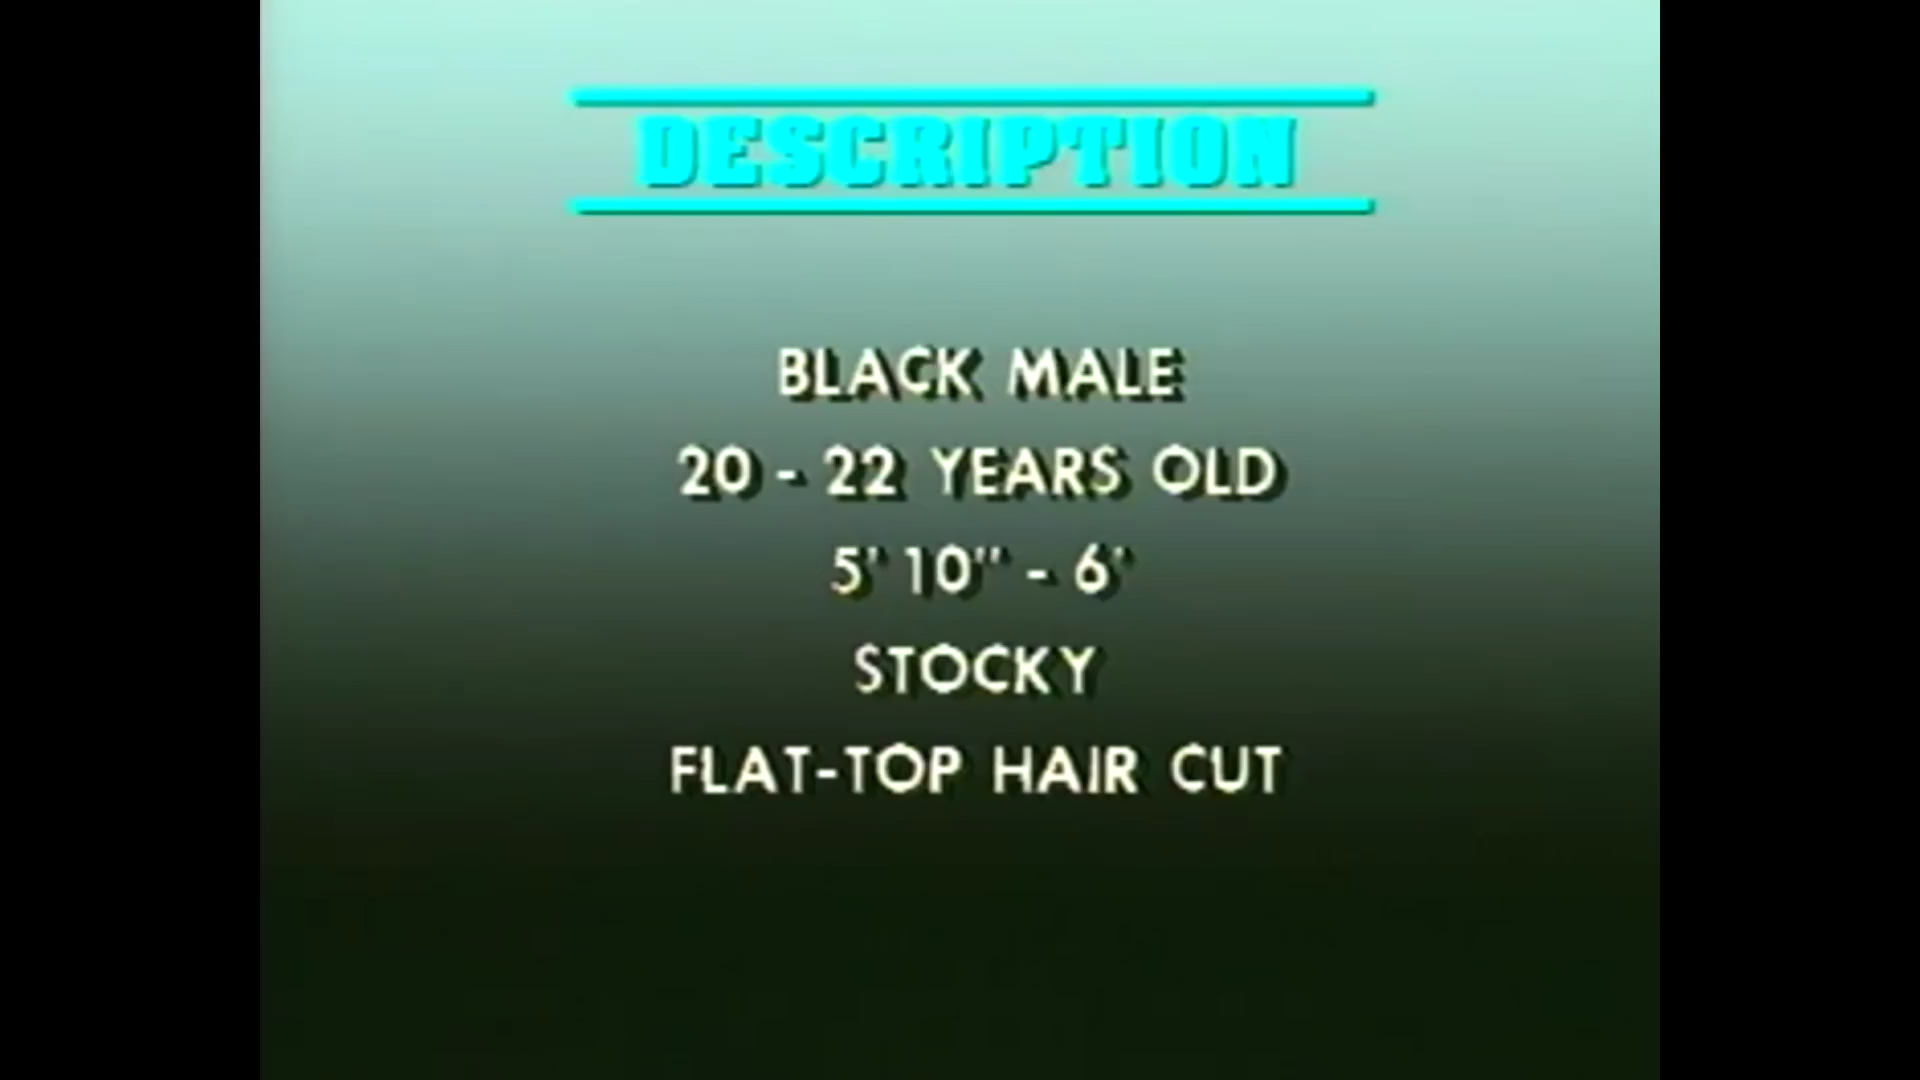 DESCRIPTION
BLACK MALE
20 - 22 YEARS OLD
5' 10" - 6'
STOCKY
FLAT-TOP HAIR CUT